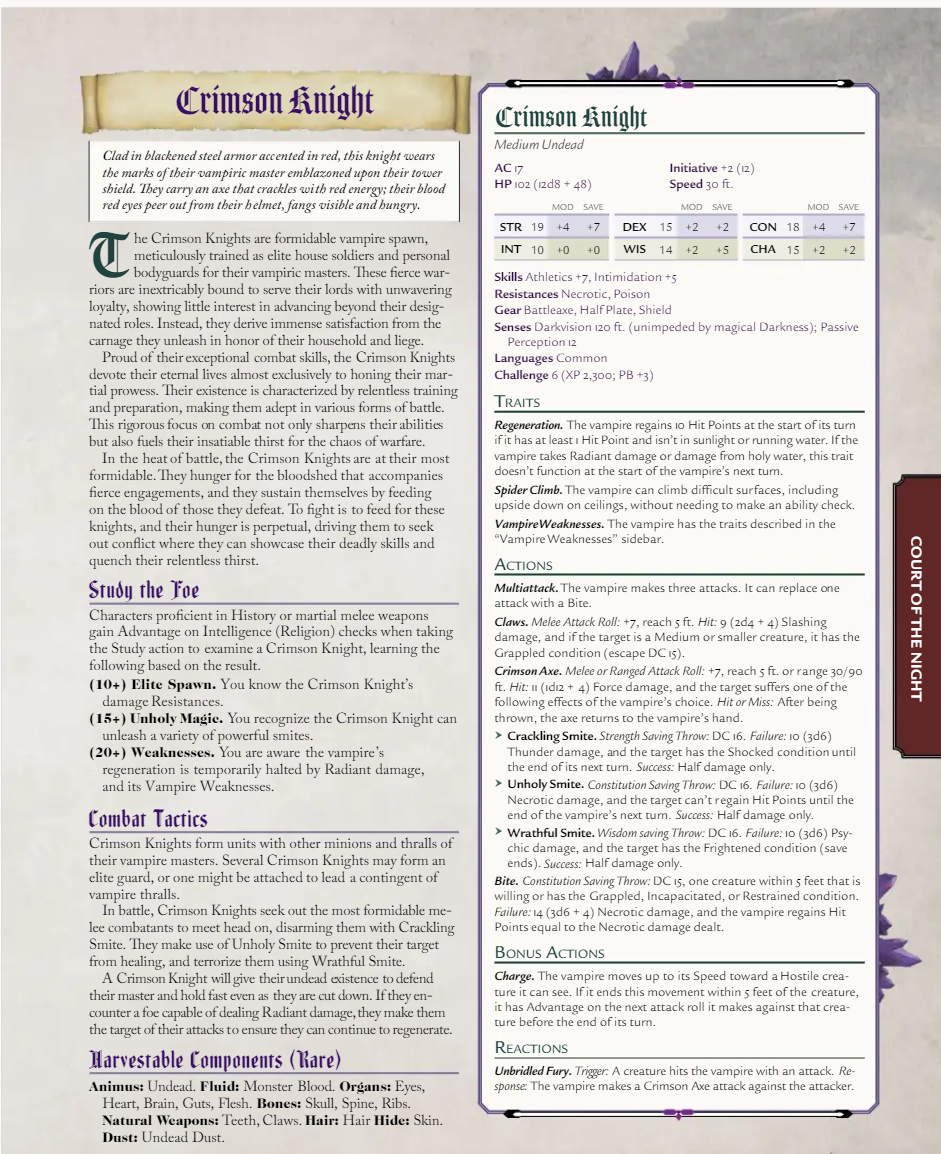 Crimson Knight
Clad in blackened steel armor accented in red, this knight wears
the marks of their vampiric master emblazoned upon their tower
shield. They carry an axe that crackles with red energy; their blood
red eyes peer out from their helmet, fangs visible and hungry.
The Crimson Knights are formidable vampire spawn,
meticulously trained as elite house soldiers and personal
bodyguards for their vampiric masters. These fierce war-
riors are inextricably bound to serve their lords with unwavering
loyalty, showing little interest in advancing beyond their desig-
nated roles. Instead, they derive immense satisfaction from the
carnage they unleash in honor of their household and liege.
Proud of their exceptional combat skills, the Crimson Knights
devote their eternal lives almost exclusively to honing their mar-
tial prowess. Their existence is characterized by relentless training
and preparation, making them adept in various forms of battle.
This rigorous focus on combat not only sharpens their abilities
but also fuels their insatiable thirst for the chaos of warfare.
In the heat of battle, the Crimson Knights are at their most
formidable. They hunger for the bloodshed that accompanies
fierce engagements, and they sustain themselves by feeding
on the blood of those they defeat. To fight is to feed for these
knights, and their hunger is perpetual, driving them to seek
out conflict where they can showcase their deadly skills and
quench their relentless thirst.
Study the Foe
Characters proficient in History or martial melee weapons
gain Advantage on Intelligence (Religion) checks when taking
the Study action to examine a Crimson Knight, learning the
following based on the result.
(10+) Elite Spawn. You know the Crimson Knight's
damage Resistances.
(15+) Unholy Magic. You recognize the Crimson Knight can
unleash a variety of powerful smites.
(20+) Weaknesses. You are aware the vampire's
regeneration is temporarily halted by Radiant damage,
and its Vampire Weaknesses.
Combat Tactics
Crimson Knights form units with other minions and thralls of
their vampire masters. Several Crimson Knights may form an
elite guard, or one might be attached to lead a contingent of
vampire thralls.
In battle, Crimson Knights seek out the most formidable me-
lee combatants to meet head on, disarming them with Crackling
Smite. They make use of Unholy Smite to prevent their target
from healing, and terrorize them using Wrathful Smite.
A Crimson Knight will give their undead existence to defend
their master and hold fast even as they are cut down. If they en-
counter a foe capable of dealing Radiant damage, they make them
the target of their attacks to ensure they can continue to regenerate.
Harvestable Components (Rare)
Animus: Undead. Fluid: Monster Blood. Organs: Eyes,
Heart, Brain, Guts, Flesh. Bones: Skull, Spine, Ribs.
Natural Weapons: Teeth, Claws. Hair: Hair Hide: Skin.
Dust: Undead Dust.
Crimson Knight
Medium Undead
AC 17 Initiative +2 (12)
HP 102 (12d8 + 48) Speed 30 ft.
MOD SAVE MOD SAVE MOD SAVE
STR 19 +4 +7 DEX 15 +2 +2 CON 18 +4 +7
INT 10 +0 +0 WIS 14 +2 +5 CHA 15 +2 +2
Skills Athletics +7, Intimidation +5
Resistances Necrotic, Poison
Gear Battleaxe, Half Plate, Shield
Senses Darkvision 120 ft. (unimpeded by magical Darkness); Passive
Perception 12
Languages Common
Challenge 6 (XP 2,300; PB +3)
Traits
Regeneration. The vampire regains 10 Hit Points at the start of its turn
if it has at least 1 Hit Point and isn't in sunlight or running water. If the
vampire takes Radiant damage or damage from holy water, this trait
doesn't function at the start of the vampire's next turn.
Spider Climb. The vampire can climb difficult surfaces, including
upside down on ceilings, without needing to make an ability check.
Vampire Weaknesses. The vampire has the traits described in the
"Vampire Weaknesses" sidebar.
Actions
Multiattack. The vampire makes three attacks. It can replace one
attack with a Bite.
Claws. Melee Attack Roll: +7, reach 5 ft. Hit: 9 (2d4 + 4) Slashing
damage, and if the target is a Medium or smaller creature, it has the
Grappled condition (escape DC 15).
Crimson Axe. Melee or Ranged Attack Roll: +7, reach 5 ft. or range 30/90
ft. Hit: 11 (1d12 + 4) Force damage, and the target suffers one of the
following effects of the vampire's choice. Hit or Miss: After being
thrown, the axe returns to the vampire's hand.
➤ Crackling Smite. Strength Saving Throw: DC 16. Failure: 10 (3d6)
Thunder damage, and the target has the Shocked condition until
the end of its next turn. Success: Half damage only.
➤ Unholy Smite. Constitution Saving Throw: DC 16. Failure: 10 (3d6)
Necrotic damage, and the target can't regain Hit Points until the
end of the vampire's next turn. Success: Half damage only.
➤ Wrathful Smite. Wisdom saving Throw: DC 16. Failure: 10 (3d6) Psy-
chic damage, and the target has the Frightened condition (save
ends). Success: Half damage only.
Bite. Constitution Saving Throw: DC 15, one creature within 5 feet that is
willing or has the Grappled, Incapacitated, or Restrained condition.
Failure: 14 (3d6 + 4) Necrotic damage, and the vampire regains Hit
Points equal to the Necrotic damage dealt.
Bonus Actions
Charge. The vampire moves up to its Speed toward a Hostile crea-
ture it can see. If it ends this movement within 5 feet of the creature,
it has Advantage on the next attack roll it makes against that crea-
ture before the end of its turn.
Reactions
Unbridled Fury. Trigger: A creature hits the vampire with an attack. Re-
sponse: The vampire makes a Crimson Axe attack against the attacker.
COURT OF THE NIGHT